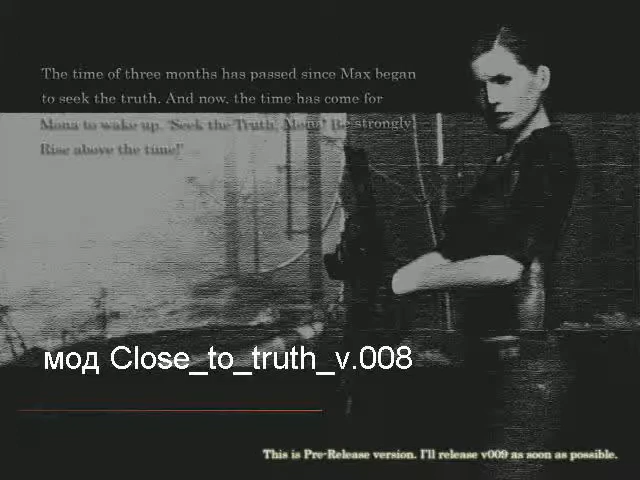 The time of three months has passed since Max began
to seek the truth. And now, the time has come for
Mona to wake up. 'Seek the Truth, Mona! Be strongly.
Rise above the time!'
мод Close_to_truth_v.008
This is Pre-Release version. I'll release v009 as soon as possible.